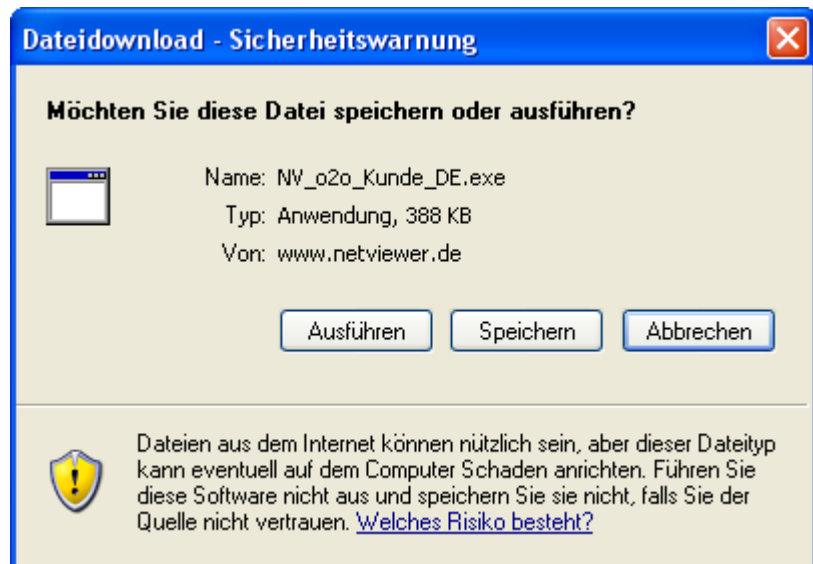 Dateidownload - Sicherheitswarnung
Möchten Sie diese Datei speichern oder ausführen?
Name: NV_o2o_Kunde_DE.exe
Typ: Anwendung, 388 KB
Von: www.netviewer.de
Ausführen Speichern Abbrechen
Dateien aus dem Internet können nützlich sein, aber dieser Dateityp
kann eventuell auf dem Computer Schaden anrichten. Führen Sie
diese Software nicht aus und speichern Sie sie nicht, falls Sie der
Quelle nicht vertrauen. Welches Risiko besteht?